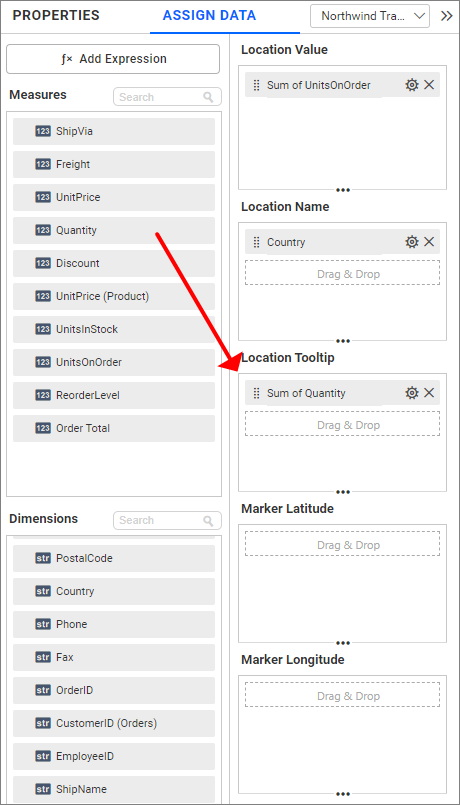 PROPERTIES
ASSIGN DATA
Northwind Tra...
ƒ× Add Expression
Measures
Search
123 ShipVia
123 Freight
123 UnitPrice
123 Quantity
123 Discount
123 UnitPrice (Product)
123 UnitsInStock
123 UnitsOnOrder
123 ReorderLevel
123 Order Total
Dimensions
Search
str PostalCode
str Country
str Phone
str Fax
str OrderID
str CustomerID (Orders)
str EmployeeID
str ShipName
Location Value
Sum of UnitsOnOrder
Location Name
Country
Drag & Drop
Location Tooltip
Sum of Quantity
Drag & Drop
Marker Latitude
Drag & Drop
Marker Longitude
Drag & Drop